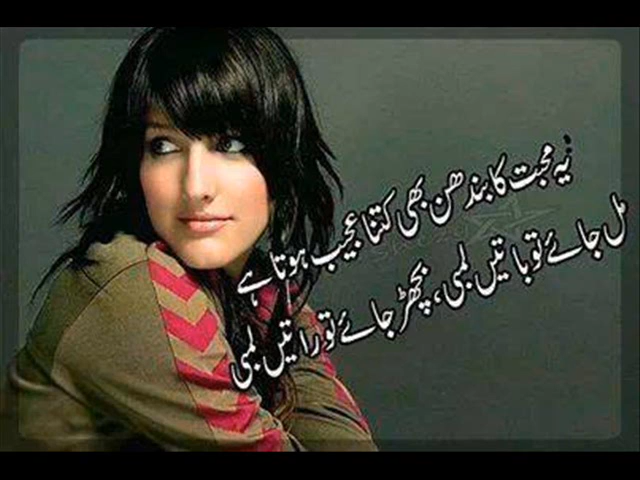 یہ محبت کا بندھن بھی کتنا عجیب ہوتا ہے
مل جائے تو باتیں لمبی، بچھڑ جائے تو راتیں لمبی